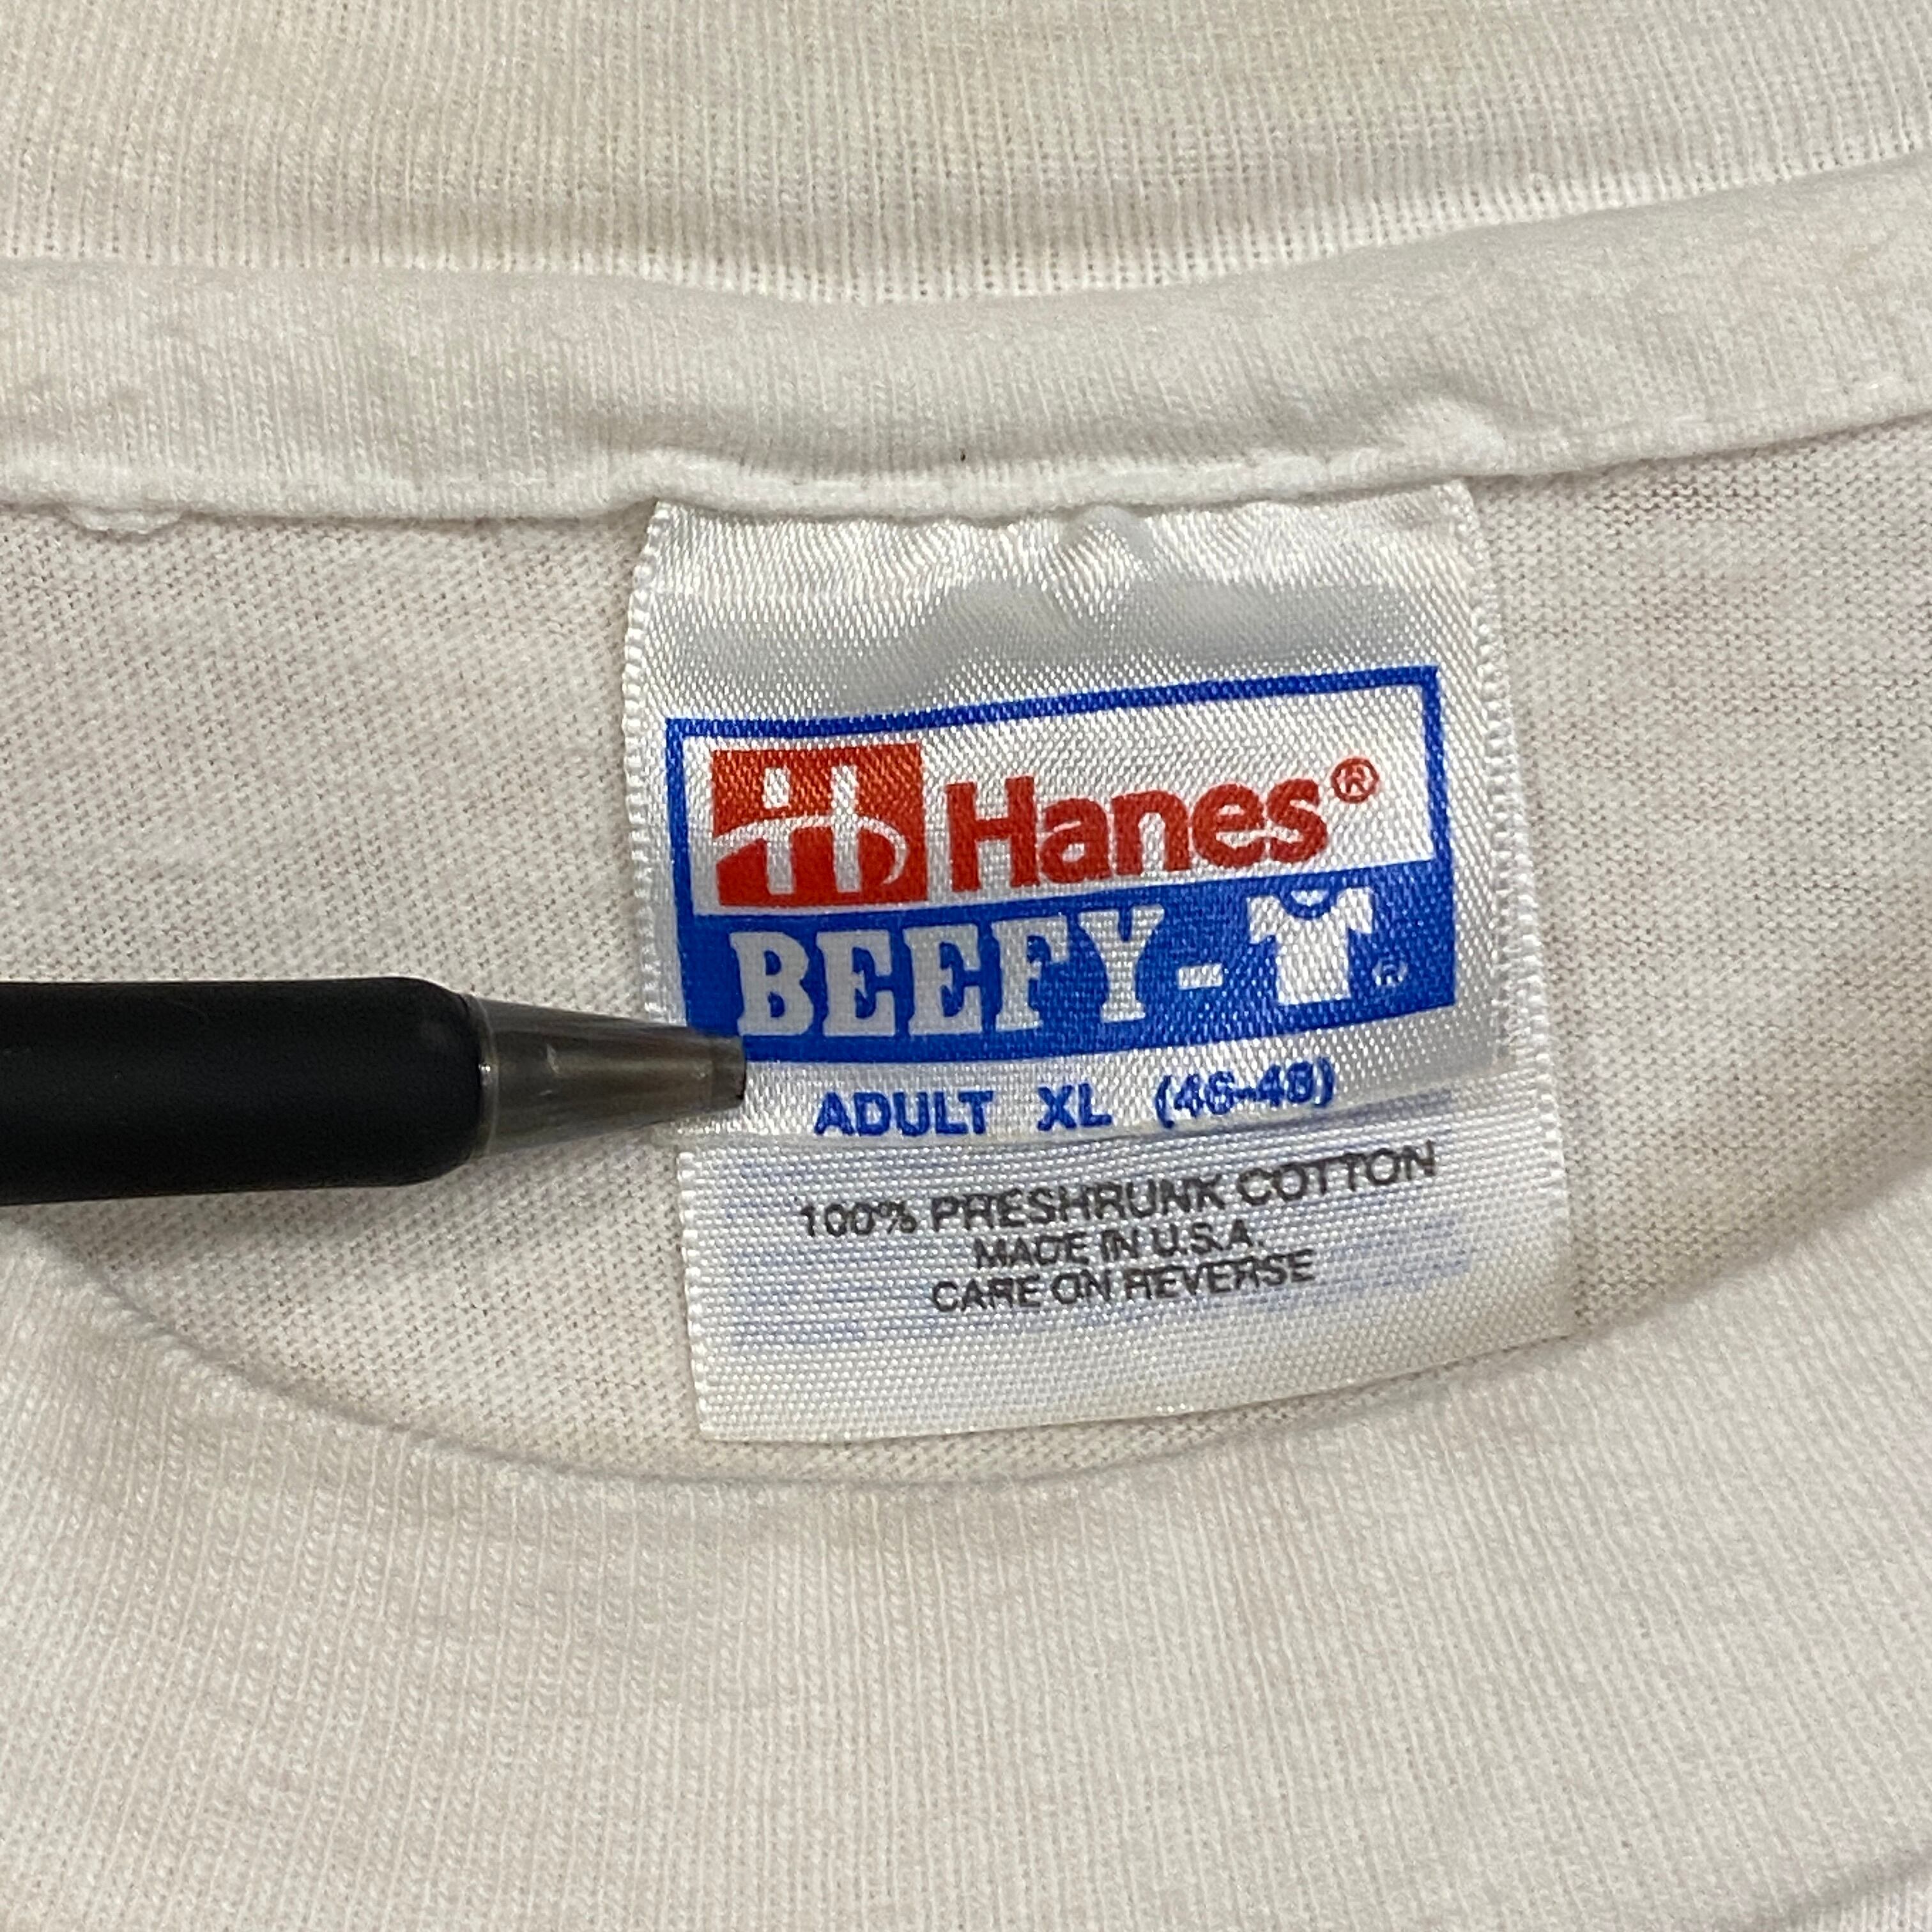 Hanes®
BEEFY-T®
ADULT XL (46-48)
100% PRESHRUNK COTTON
MADE IN U.S.A.
CARE ON REVERSE